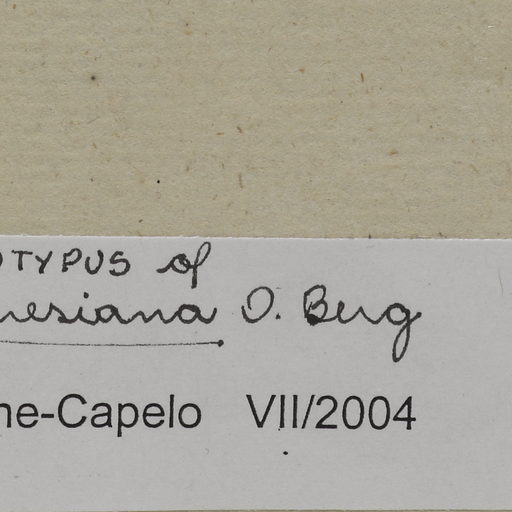 OTYPUS of
nesiana O. Berg
ne-Capelo VII/2004